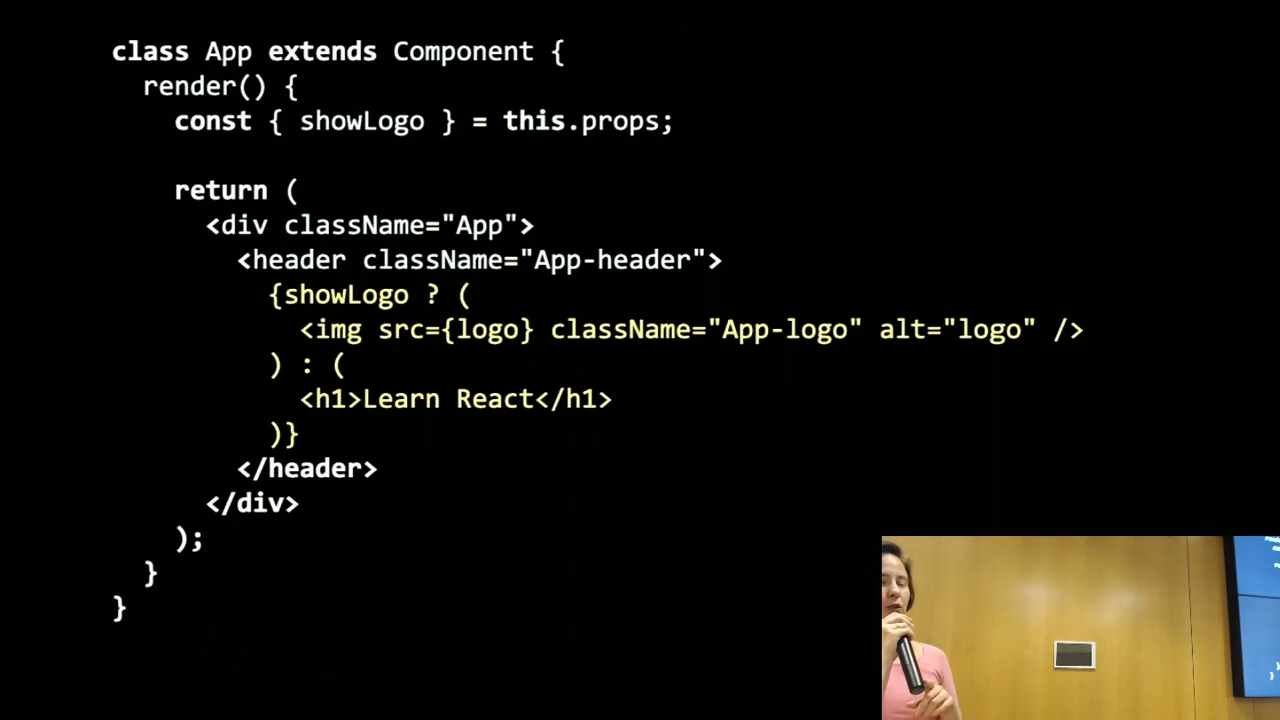 class App extends Component {
render() {
const { showLogo } = this.props;
return (
<div className="App">
<header className="App-header">
{showLogo ? (
<img src={logo} className="App-logo" alt="logo" />
) : (
<h1>Learn React</h1>
)}
</header>
</div>
);
}
}